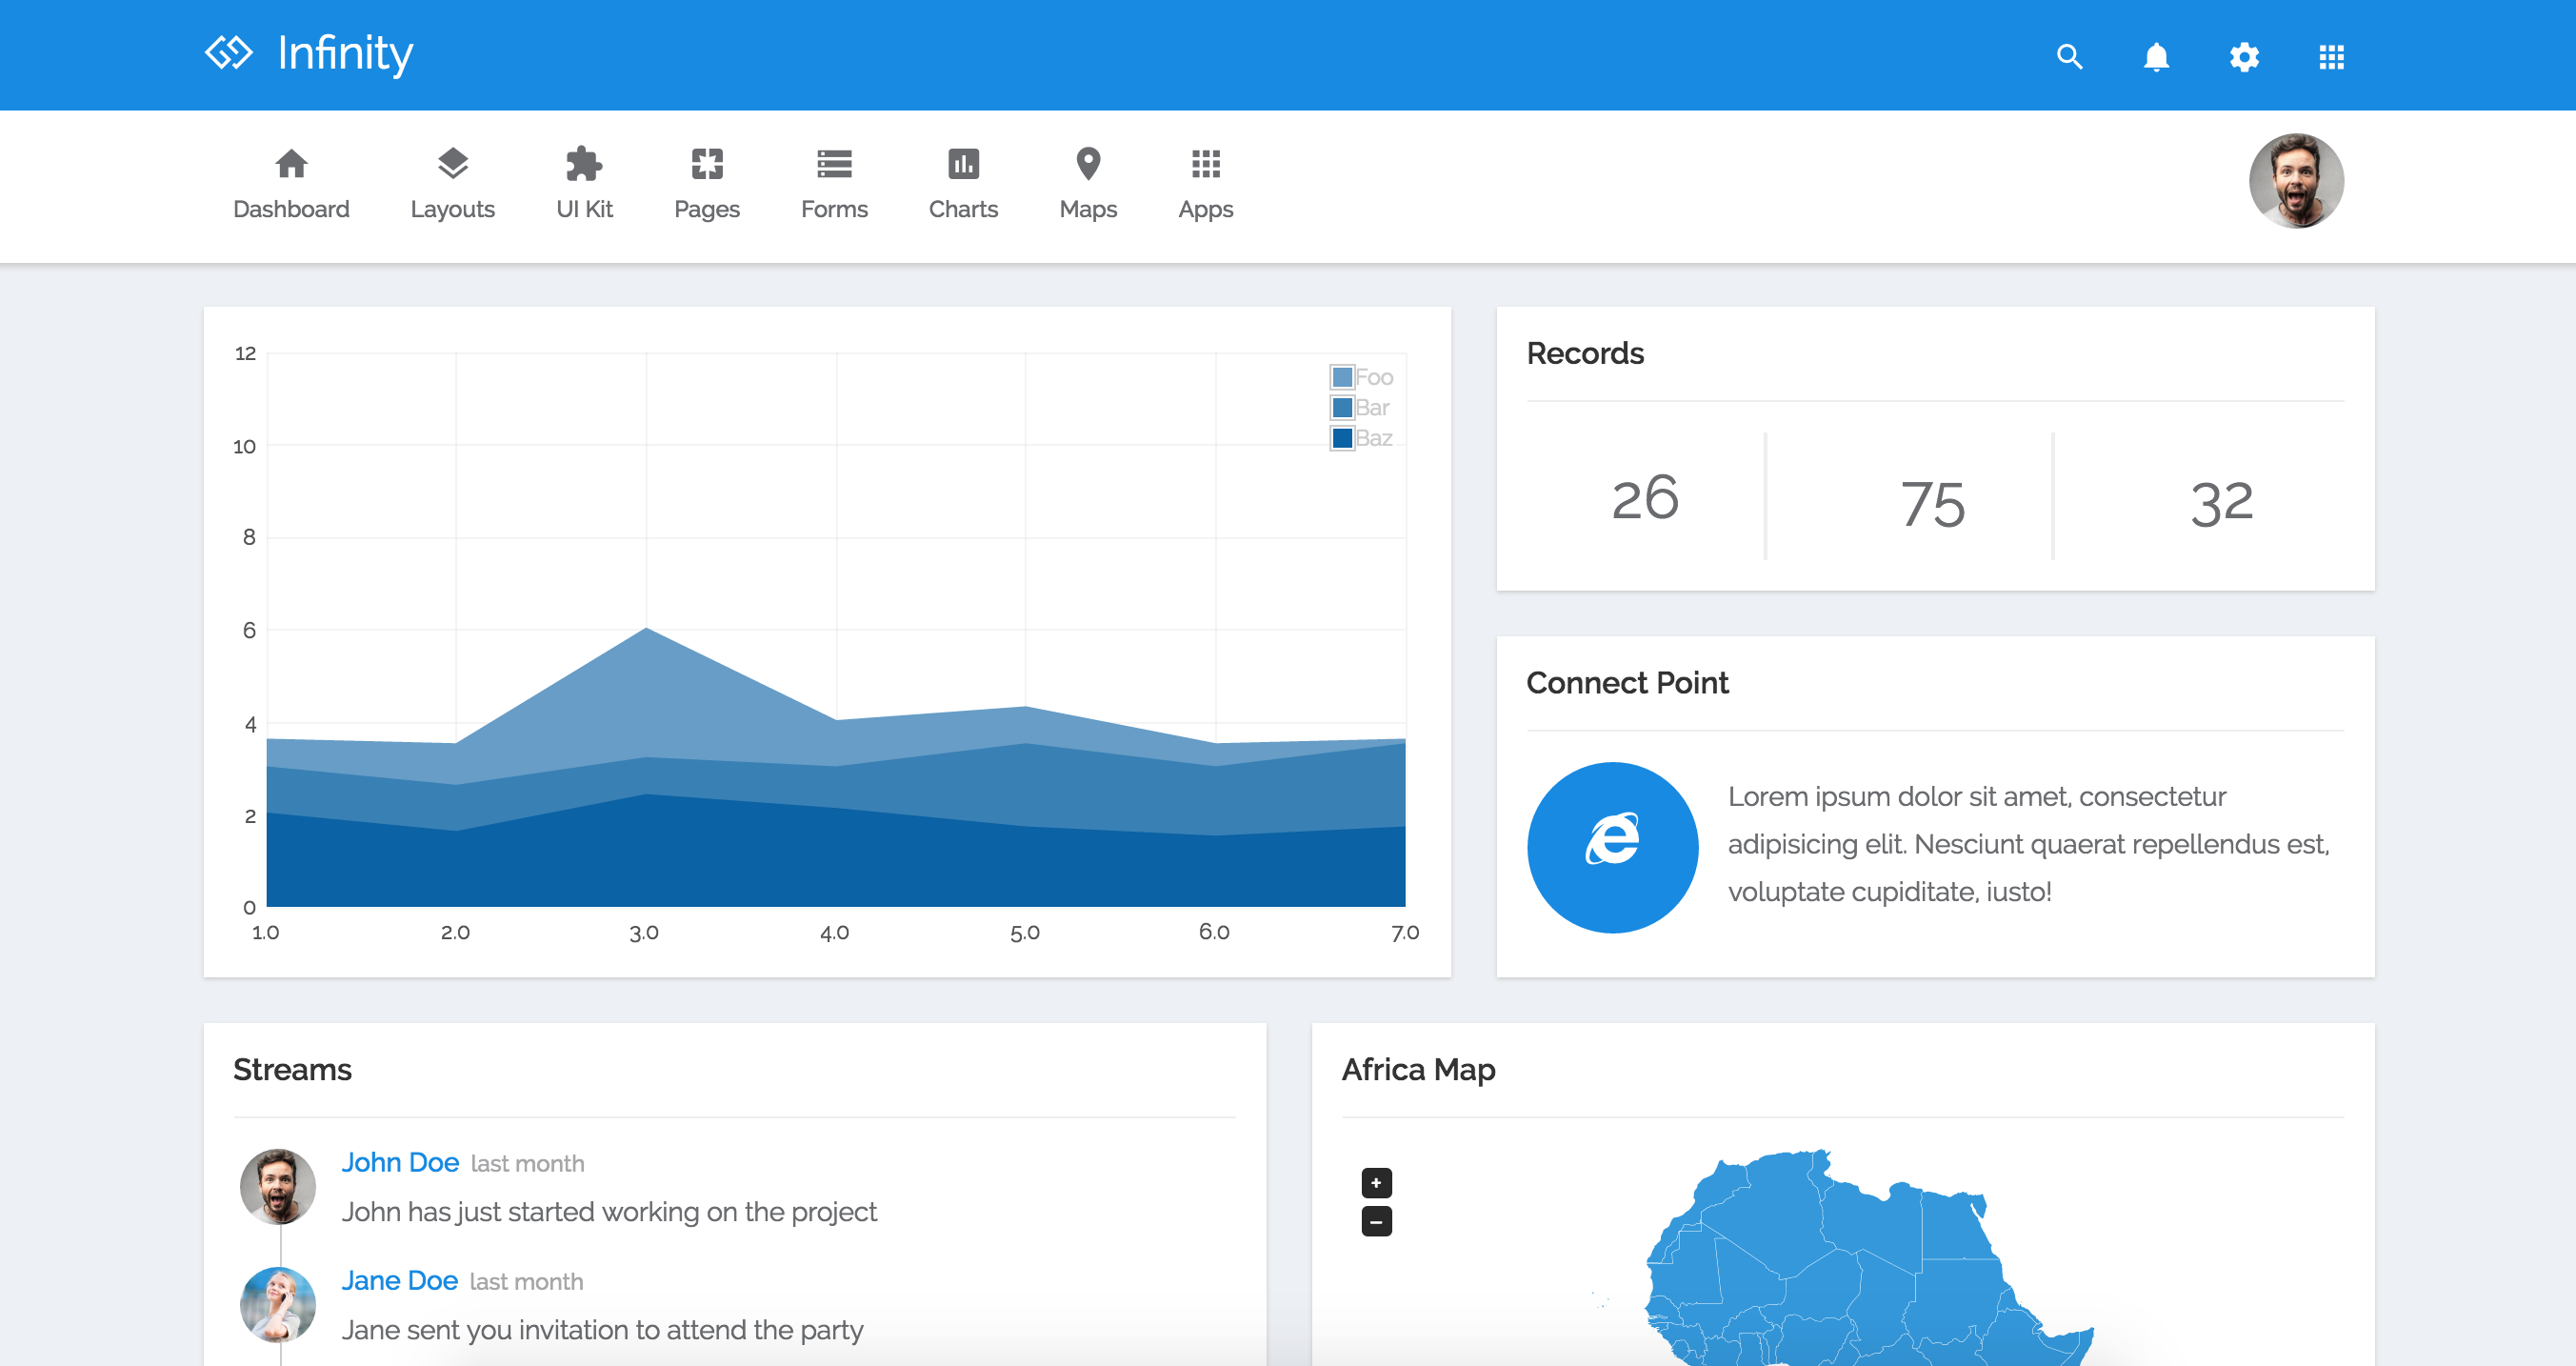 Infinity
Dashboard
Layouts
UI Kit
Pages
Forms
Charts
Maps
Apps
12
10
8
6
4
2
0
1.0
2.0
3.0
4.0
5.0
6.0
7.0
Foo
Bar
Baz
Records
26
75
32
Connect Point
Lorem ipsum dolor sit amet, consectetur
adipisicing elit. Nesciunt quaerat repellendus est,
voluptate cupiditate, iusto!
Streams
John Doe last month
John has just started working on the project
Jane Doe last month
Jane sent you invitation to attend the party
Africa Map
+
−